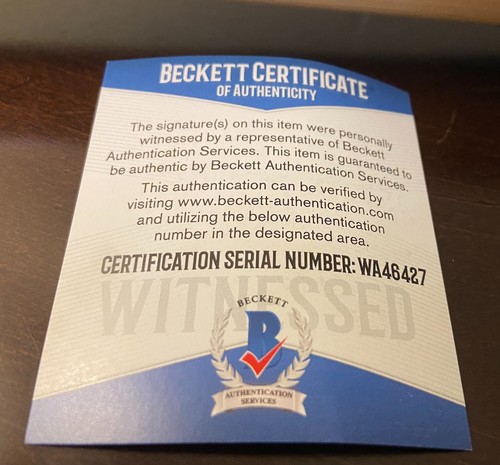 BECKETT CERTIFICATE
OF AUTHENTICITY
The signature(s) on this item were personally
witnessed by a representative of Beckett
Authentication Services. This item is guaranteed to
be authentic by Beckett Authentication Services.
This authentication can be verified by
visiting www.beckett-authentication.com
and utilizing the below authentication
number in the designated area.
CERTIFICATION SERIAL NUMBER: WA46427
WITNESSED
BECKETT
B
AUTHENTICATION
SERVICES